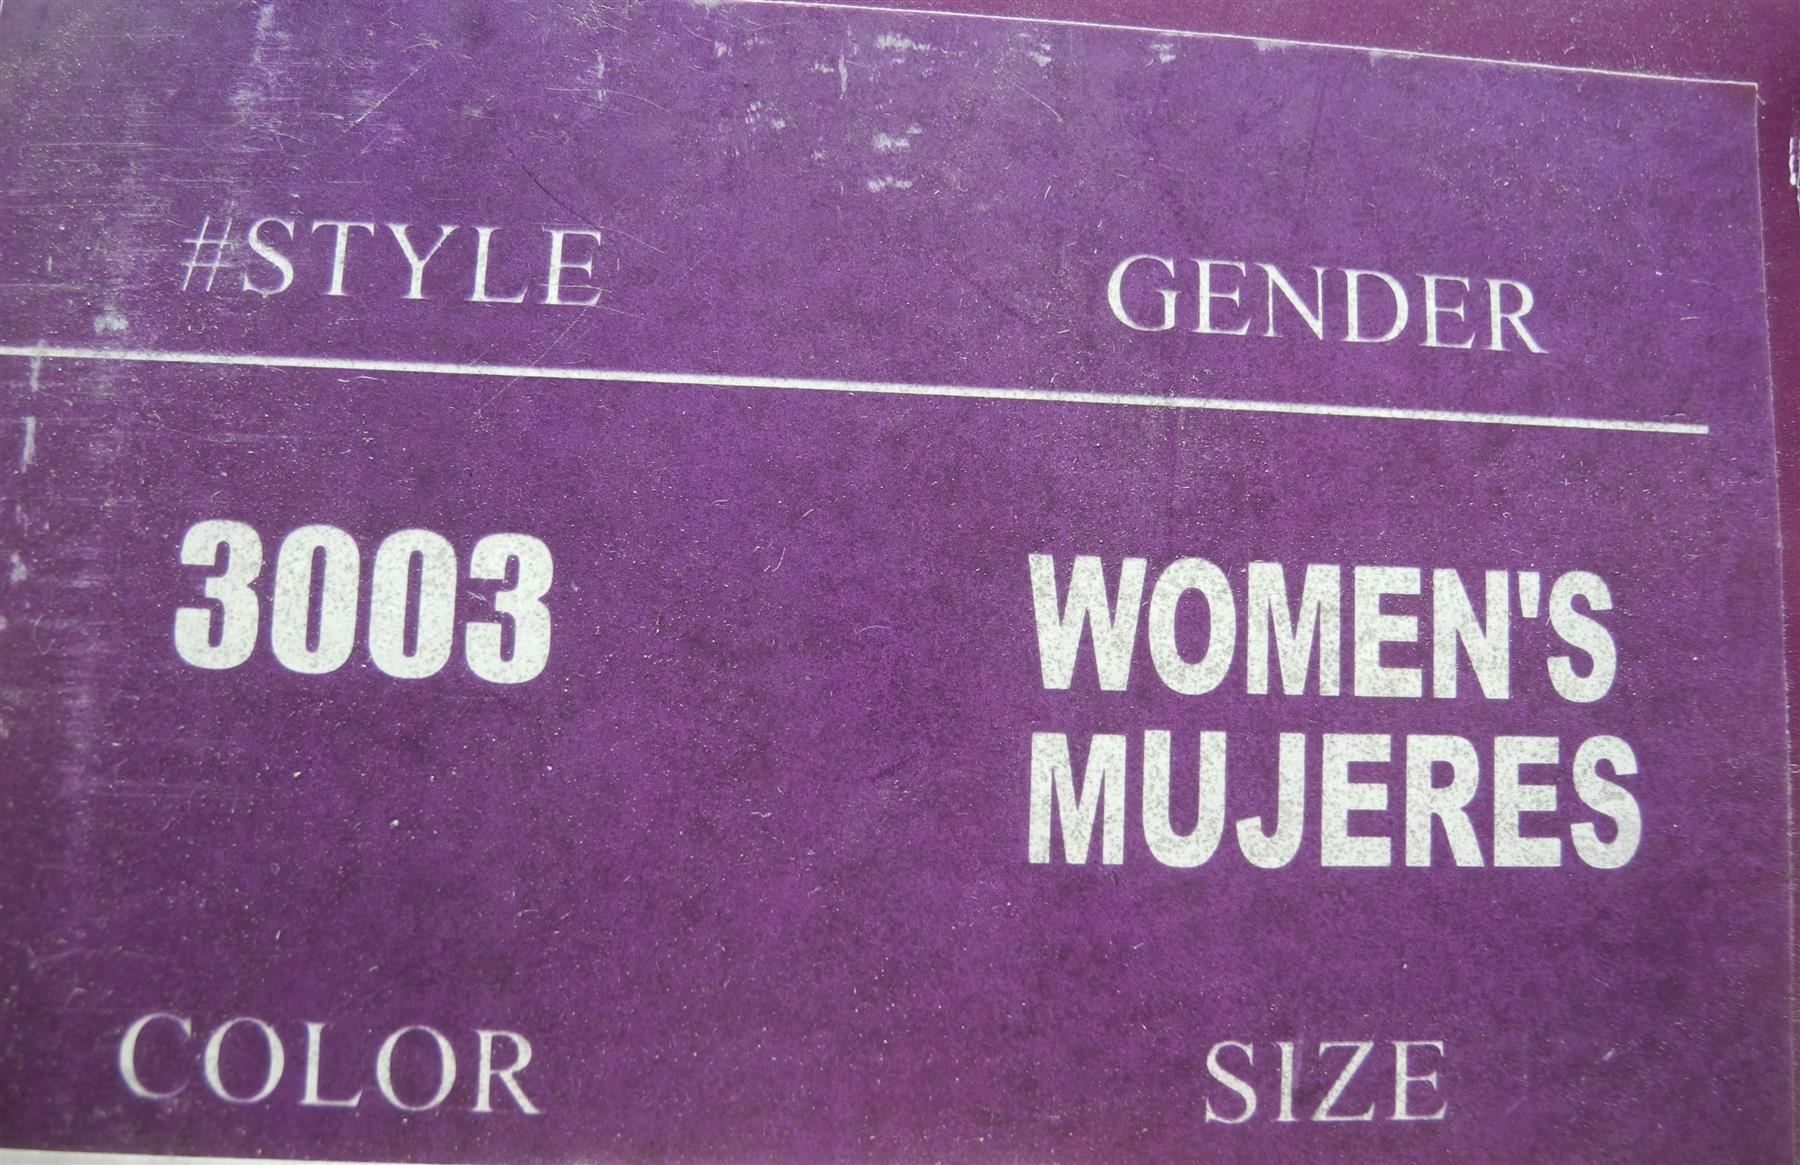 #STYLE GENDER
3003 WOMEN'S
MUJERES
COLOR SIZE